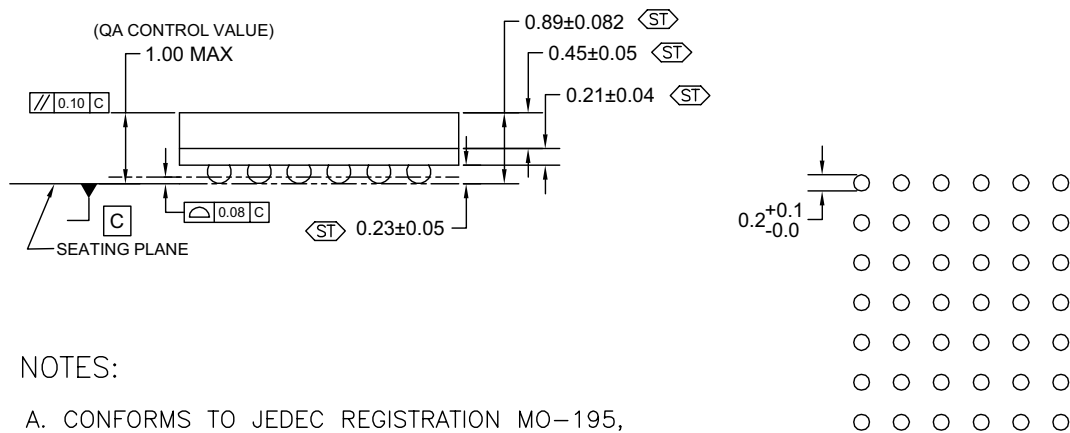 (QA CONTROL VALUE)
1.00 MAX
0.89±0.082 ST
0.45±0.05 ST
0.21±0.04 ST
// 0.10 C
0.08 C
C
ST 0.23±0.05
SEATING PLANE
0.2+0.1
-0.0
NOTES:
A. CONFORMS TO JEDEC REGISTRATION MO-195,